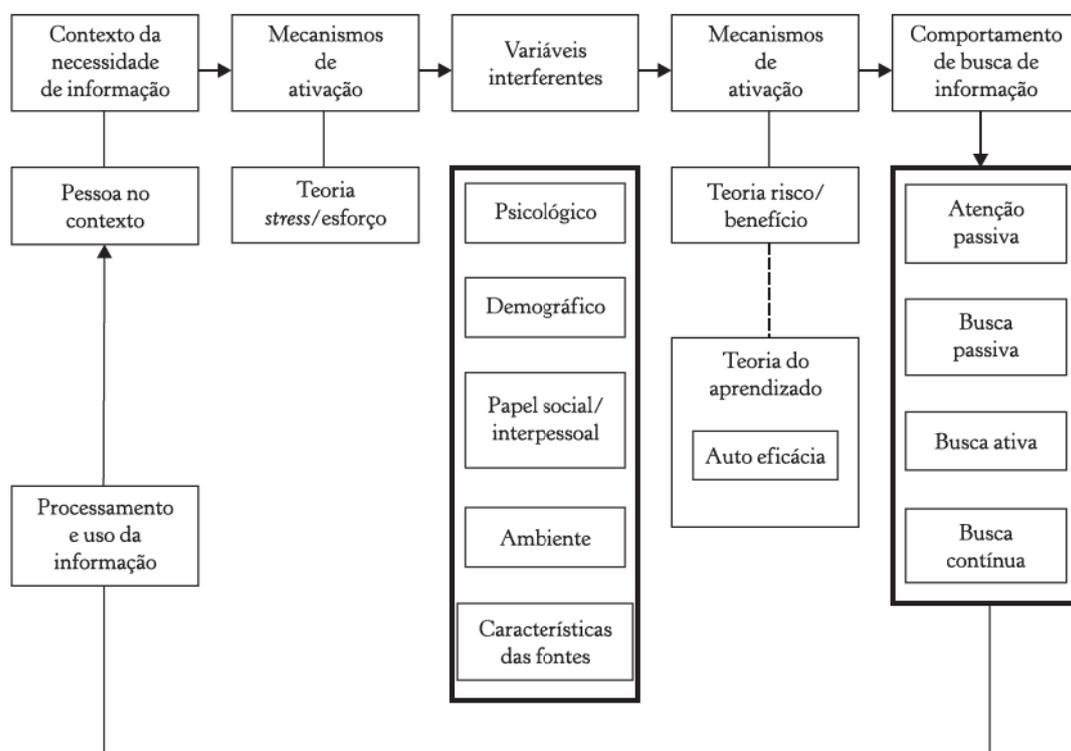 Contexto da
necessidade
de informação
Mecanismos
de
ativação
Variáveis
interferentes
Mecanismos
de
ativação
Comportamento
de busca de
informação
Pessoa no
contexto
Teoria
stress/esforço
Psicológico
Demográfico
Papel social/
interpessoal
Ambiente
Características
das fontes
Teoria risco/
benefício
Teoria do
aprendizado
Auto eficácia
Atenção
passiva
Busca
passiva
Busca ativa
Busca
contínua
Processamento
e uso da
informação